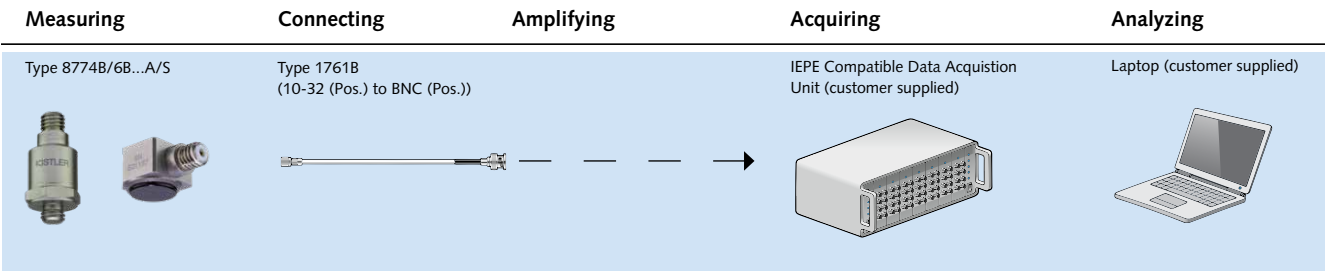 Measuring
Connecting
Amplifying
Acquiring
Analyzing
Type 8774B/6B...A/S
Type 1761B
(10-32 (Pos.) to BNC (Pos.))
IEPE Compatible Data Acquistion
Unit (customer supplied)
Laptop (customer supplied)
KISTLER